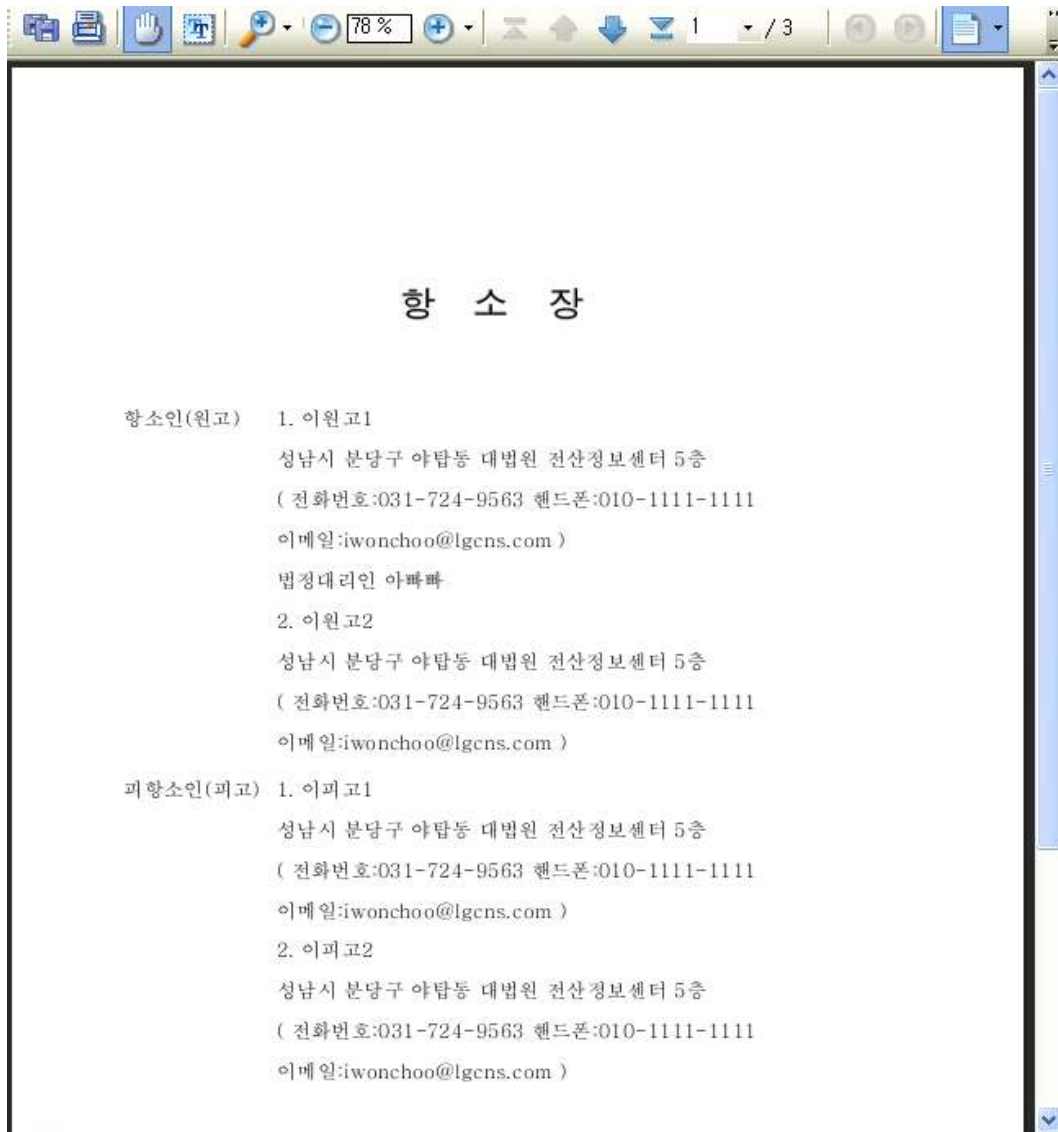 78 %
1 / 3
항 소 장
항소인(원고) 1. 이원고1
성남시 분당구 야탑동 대법원 전산정보센터 5층
( 전화번호:031-724-9563 핸드폰:010-1111-1111
이메일:iwonchoo@lgcns.com )
법정대리인 아빠빠
2. 이원고2
성남시 분당구 야탑동 대법원 전산정보센터 5층
( 전화번호:031-724-9563 핸드폰:010-1111-1111
이메일:iwonchoo@lgcns.com )
피항소인(피고) 1. 이피고1
성남시 분당구 야탑동 대법원 전산정보센터 5층
( 전화번호:031-724-9563 핸드폰:010-1111-1111
이메일:iwonchoo@lgcns.com )
2. 이피고2
성남시 분당구 야탑동 대법원 전산정보센터 5층
( 전화번호:031-724-9563 핸드폰:010-1111-1111
이메일:iwonchoo@lgcns.com )